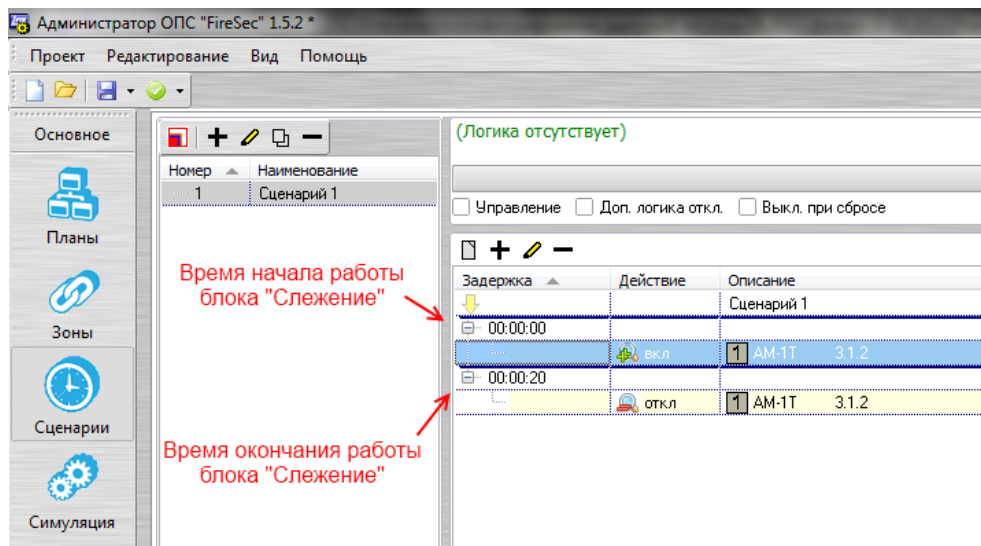 Администратор ОПС "FireSec" 1.5.2 *
Проект Редактирование Вид Помощь
Основное
Планы
Зоны
Сценарии
Симуляция
Номер Наименование
1 Сценарий 1
Время начала работы
блока "Слежение"
Время окончания работы
блока "Слежение"
(Логика отсутствует)
Управление Доп. логика откл. Выкл. при сбросе
Задержка Действие Описание
Сценарий 1
00:00:00
вкл 1 АМ-1Т 3.1.2
00:00:20
откл 1 АМ-1Т 3.1.2